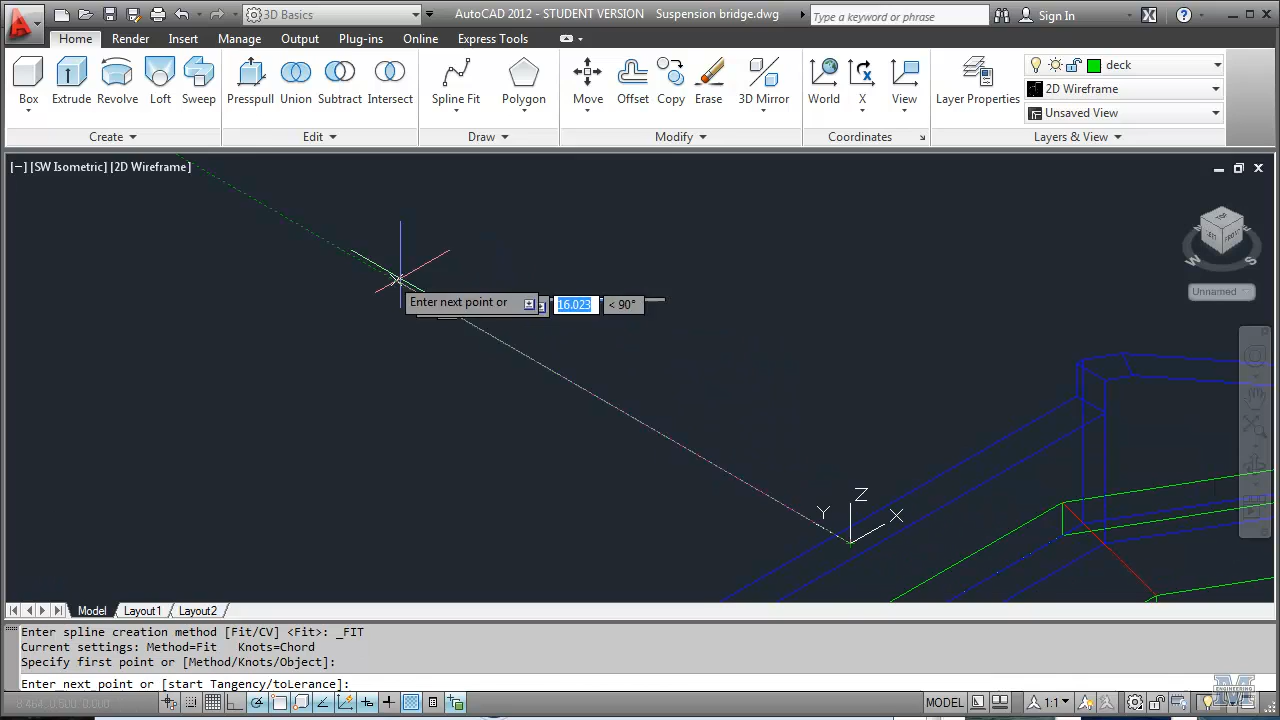 3D Basics
AutoCAD 2012 - STUDENT VERSION Suspension bridge.dwg
Type a keyword or phrase
Sign In
Home Render Insert Manage Output Plug-ins Online Express Tools
Box Extrude Revolve Loft Sweep
Presspull Union Subtract Intersect
Spline Fit Polygon
Move Offset Copy Erase 3D Mirror
World X View
Layer Properties
deck
2D Wireframe
Unsaved View
Create Edit Draw Modify Coordinates Layers & View
[−] [SW Isometric] [2D Wireframe]
TOP
LEFT FRONT
W S
Unnamed
Enter next point or 16.023 < 90°
Z
Y X
Model Layout1 Layout2
Enter spline creation method [Fit/CV] <Fit>: _FIT
Current settings: Method=Fit Knots=Chord
Specify first point or [Method/Knots/Object]:
Enter next point or [start Tangency/toLerance]:
MODEL
1:1
ENGINEERING